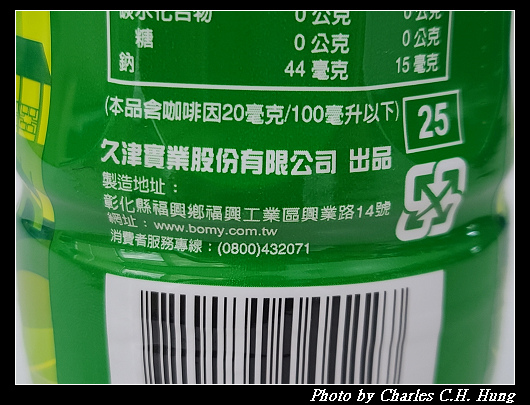 碳水化合物 0 公克 0 公克
糖 0 公克 0 公克
鈉 44 毫克 15 毫克
(本品含咖啡因20毫克/100毫升以下) 25
久津實業股份有限公司 出品
製造地址：
彰化縣福興鄉福興工業區興業路14號
網址：www.bomy.com.tw
消費者服務專線：(0800)432071
Photo by Charles C.H. Hung